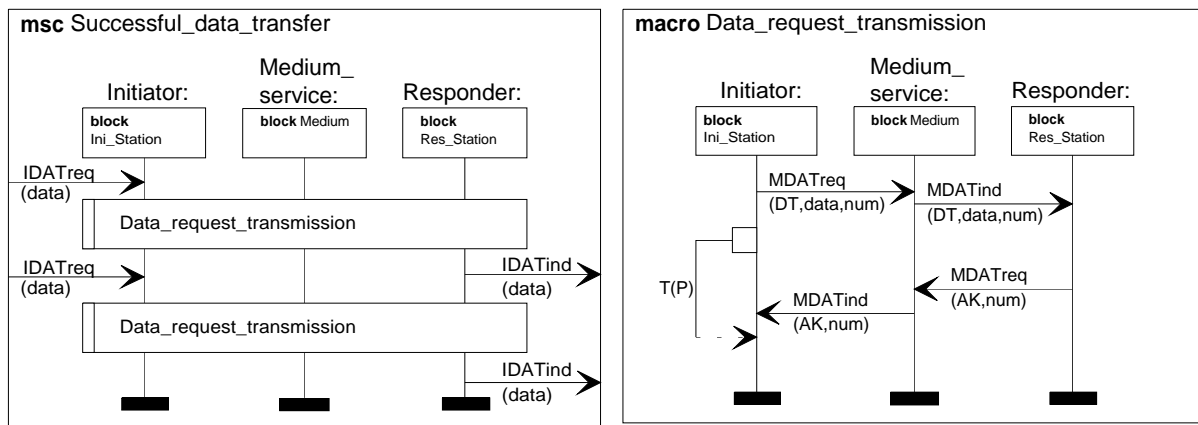 msc Successful_data_transfer
Medium_
Initiator:
service:
Responder:
block
Ini_Station
block Medium
block
Res_Station
IDATreq
(data)
Data_request_transmission
IDATreq
(data)
IDATind
(data)
Data_request_transmission
IDATind
(data)
macro Data_request_transmission
Medium_
Initiator:
service:
Responder:
block
Ini_Station
block Medium
block
Res_Station
MDATreq
(DT,data,num)
MDATind
(DT,data,num)
T(P)
MDATreq
(AK,num)
MDATind
(AK,num)